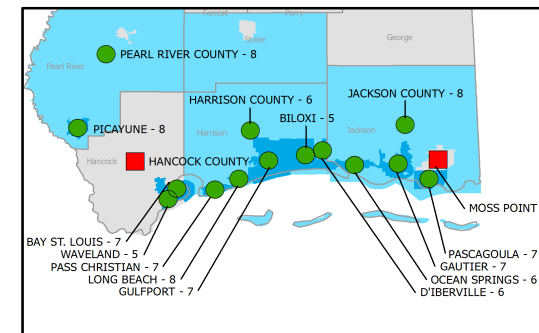 Forrest
Perry
Stone
George
Pearl River
PEARL RIVER COUNTY - 8
HARRISON COUNTY - 6
JACKSON COUNTY - 8
BILOXI - 5
PICAYUNE - 8
Harrison
Jackson
Hancock
HANCOCK COUNTY
MOSS POINT
BAY ST. LOUIS - 7
WAVELAND - 5
PASS CHRISTIAN - 7
LONG BEACH - 8
GULFPORT - 7
PASCAGOULA - 7
GAUTIER - 7
OCEAN SPRINGS - 6
D'IBERVILLE - 6